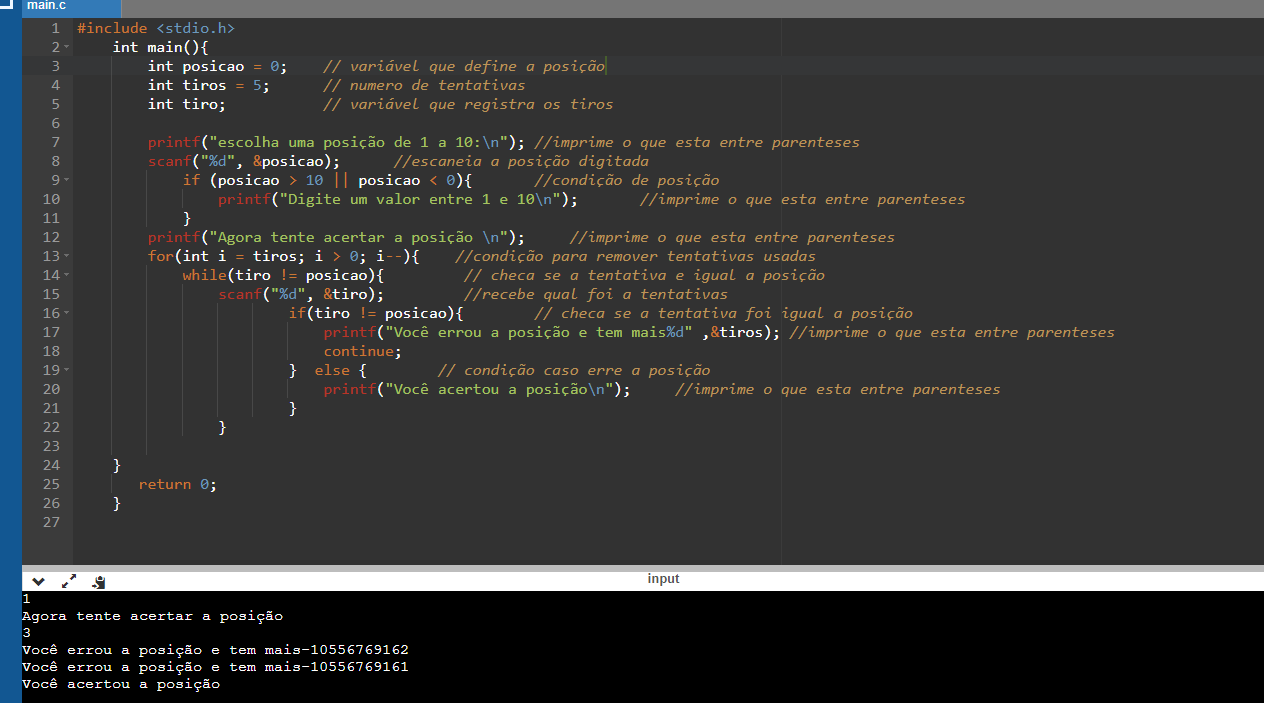 main.c
1 #include <stdio.h>
2 int main(){
3 int posicao = 0; // variável que define a posição
4 int tiros = 5; // numero de tentativas
5 int tiro; // variável que registra os tiros
6
7 printf("escolha uma posição de 1 a 10:\n"); //imprime o que esta entre parenteses
8 scanf("%d", &posicao); //escaneia a posição digitada
9 if (posicao > 10 || posicao < 0){ //condição de posição
10 printf("Digite um valor entre 1 e 10\n"); //imprime o que esta entre parenteses
11 }
12 printf("Agora tente acertar a posição \n"); //imprime o que esta entre parenteses
13 for(int i = tiros; i > 0; i--){ //condição para remover tentativas usadas
14 while(tiro != posicao){ // checa se a tentativa e igual a posição
15 scanf("%d", &tiro); //recebe qual foi a tentativas
16 if(tiro != posicao){ // checa se a tentativa foi igual a posição
17 printf("Você errou a posição e tem mais%d" ,&tiros); //imprime o que esta entre parenteses
18 continue;
19 } else { // condição caso erre a posição
20 printf("Você acertou a posição\n"); //imprime o que esta entre parenteses
21 }
22 }
23
24 }
25 return 0;
26 }
27
input
1
Agora tente acertar a posição
3
Você errou a posição e tem mais-10556769162
Você errou a posição e tem mais-10556769161
Você acertou a posição